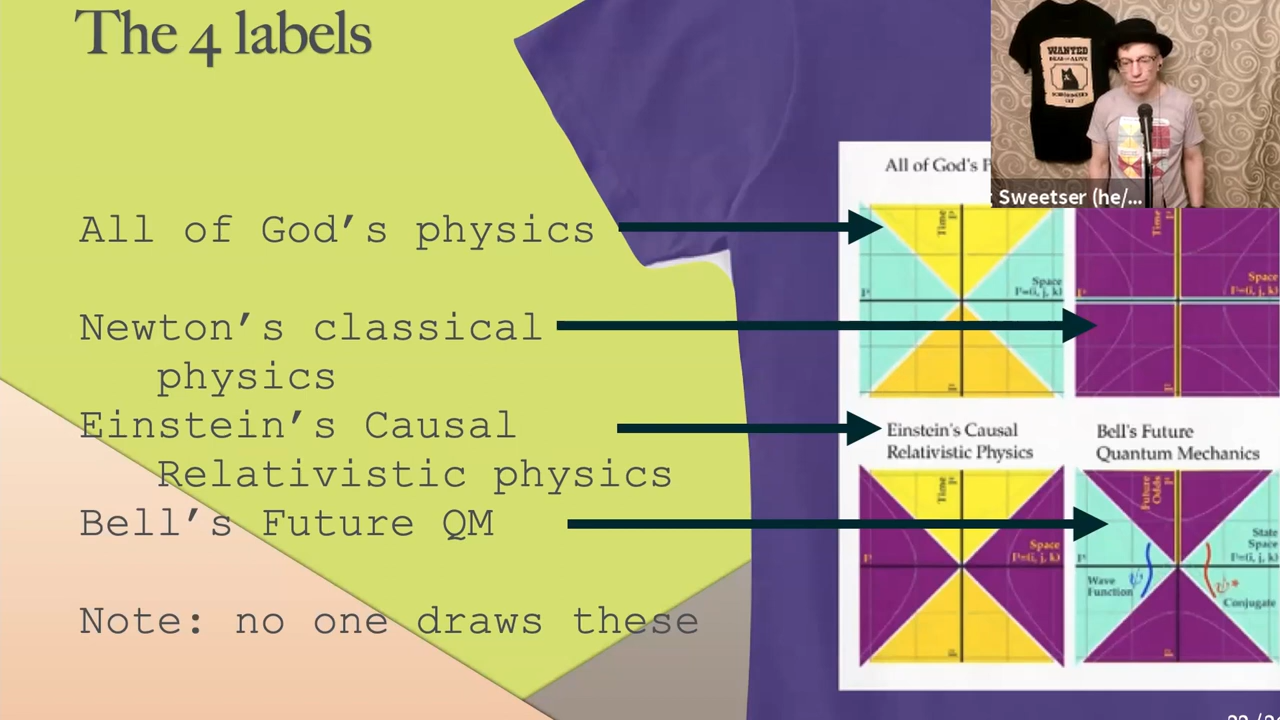 The 4 labels
All of God's physics
Newton's classical
physics
Einstein's Causal
Relativistic physics
Bell's Future QM
Note: no one draws these
All of God's
Time
Space
Time
Space
Einstein's Causal
Relativistic Physics
Bell's Future
Quantum Mechanics
Time
Space
Future
Odds
State
Space
Wave
Function
ψ
ψ*
Conjugate
WANTED
Sweetser (he/...